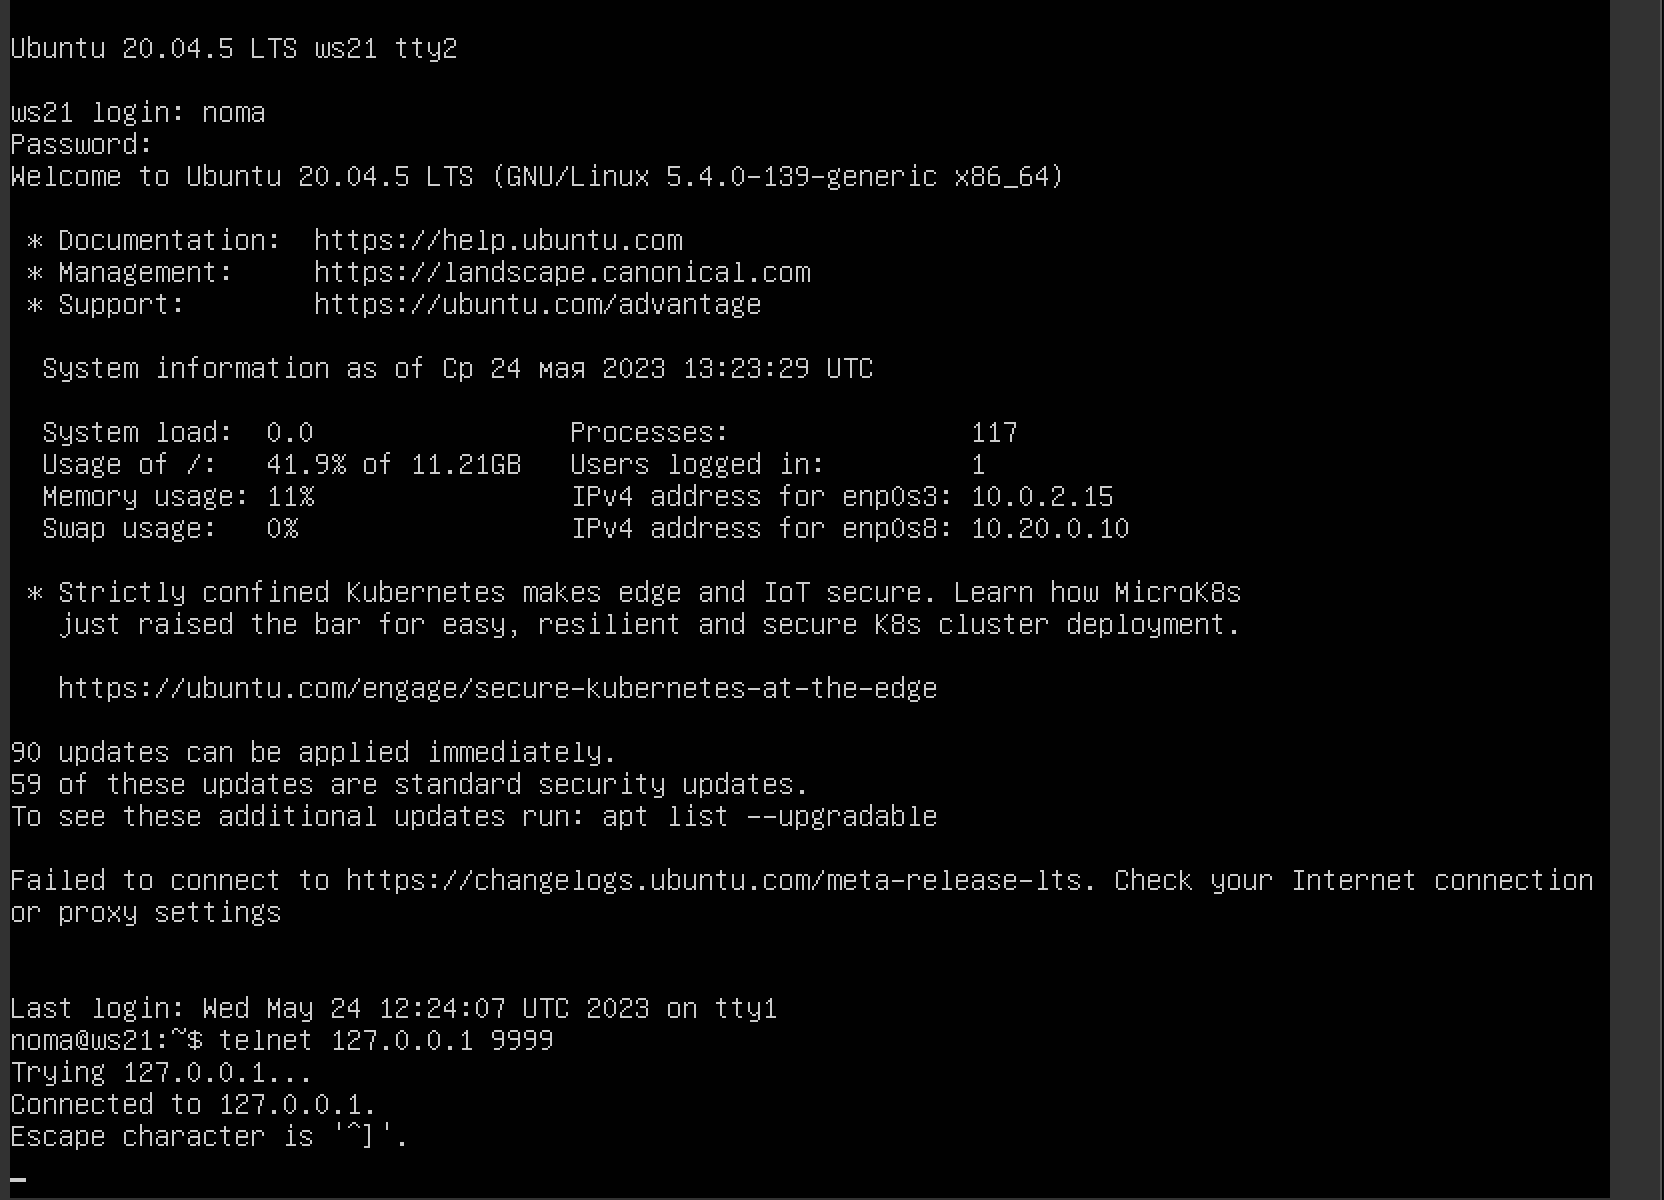 Ubuntu 20.04.5 LTS ws21 tty2
ws21 login: noma
Password:
Welcome to Ubuntu 20.04.5 LTS (GNU/Linux 5.4.0-139-generic x86_64)
* Documentation:  https://help.ubuntu.com
* Management:     https://landscape.canonical.com
* Support:        https://ubuntu.com/advantage
System information as of Ср 24 мая 2023 13:23:29 UTC
System load:  0.0                Processes:               117
Usage of /:   41.9% of 11.21GB   Users logged in:         1
Memory usage: 11%                IPv4 address for enp0s3: 10.0.2.15
Swap usage:   0%                 IPv4 address for enp0s8: 10.20.0.10
* Strictly confined Kubernetes makes edge and IoT secure. Learn how MicroK8s
just raised the bar for easy, resilient and secure K8s cluster deployment.
https://ubuntu.com/engage/secure-kubernetes-at-the-edge
90 updates can be applied immediately.
59 of these updates are standard security updates.
To see these additional updates run: apt list --upgradable
Failed to connect to https://changelogs.ubuntu.com/meta-release-lts. Check your Internet connection
or proxy settings
Last login: Wed May 24 12:24:07 UTC 2023 on tty1
noma@ws21:~$ telnet 127.0.0.1 9999
Trying 127.0.0.1...
Connected to 127.0.0.1.
Escape character is '^]'.